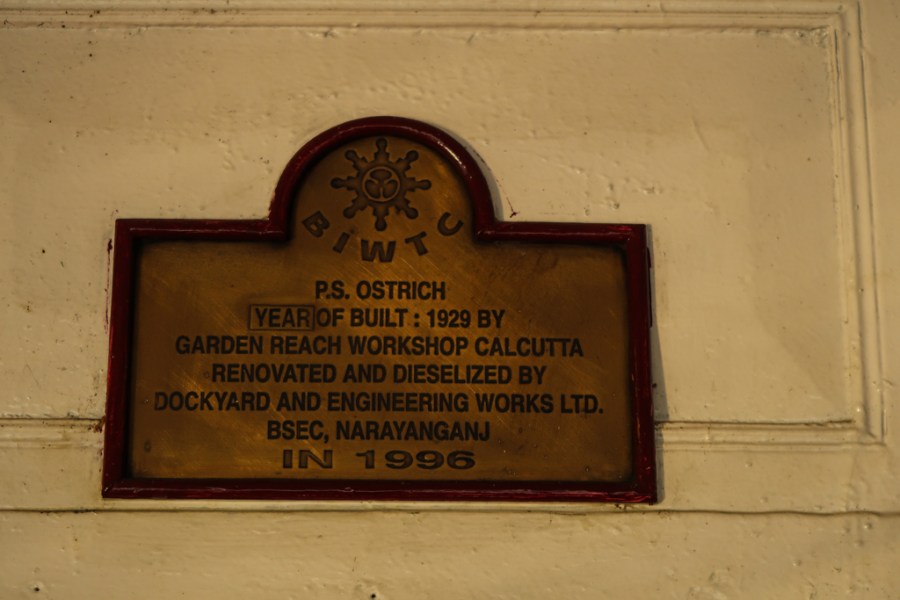 BIWTC
P.S. OSTRICH
YEAR OF BUILT : 1929 BY
GARDEN REACH WORKSHOP CALCUTTA
RENOVATED AND DIESELIZED BY
DOCKYARD AND ENGINEERING WORKS LTD.
BSEC, NARAYANGANJ
IN 1996